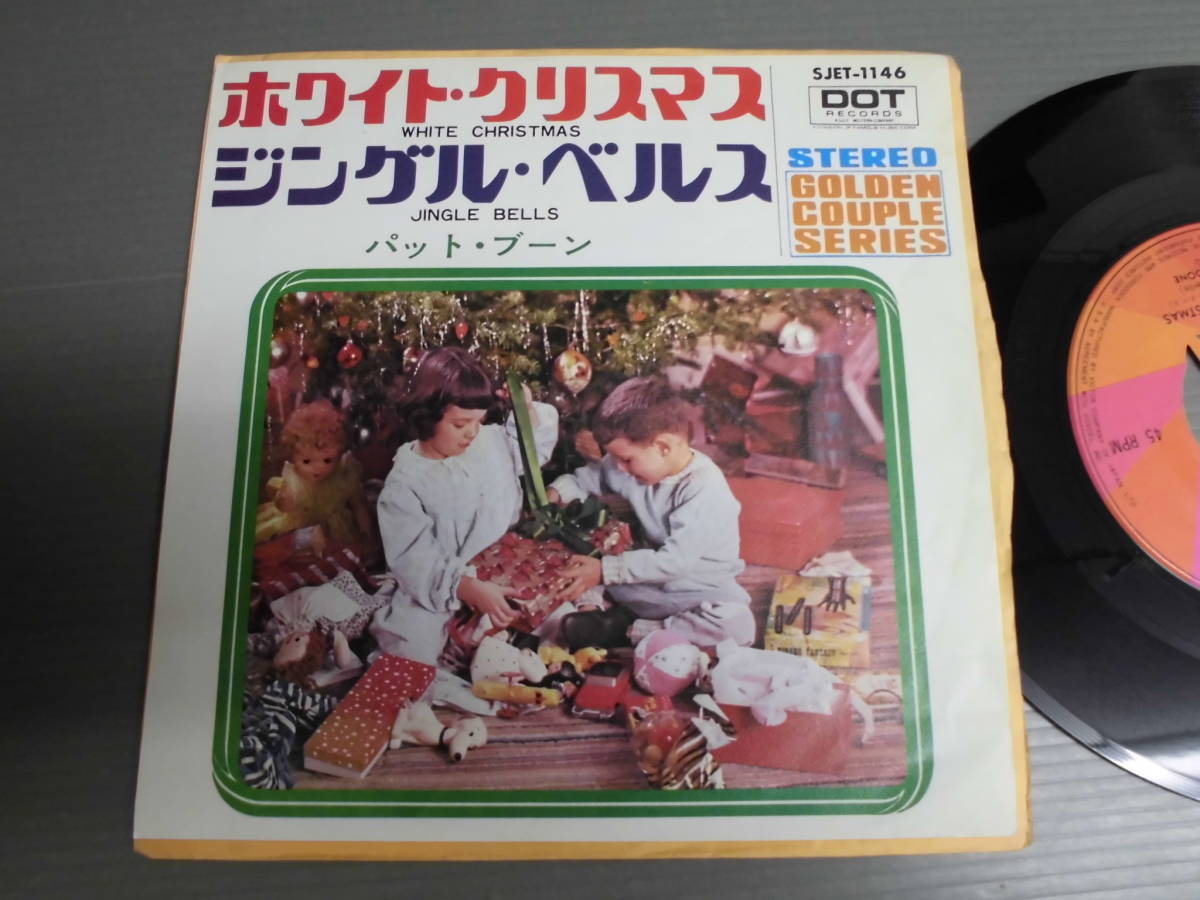 ホワイト・クリスマス
WHITE CHRISTMAS
ジングル・ベルス
JINGLE BELLS
パット・ブーン
SJET-1146
DOT
RECORDS
STEREO
GOLDEN
COUPLE
SERIES
45 RPM